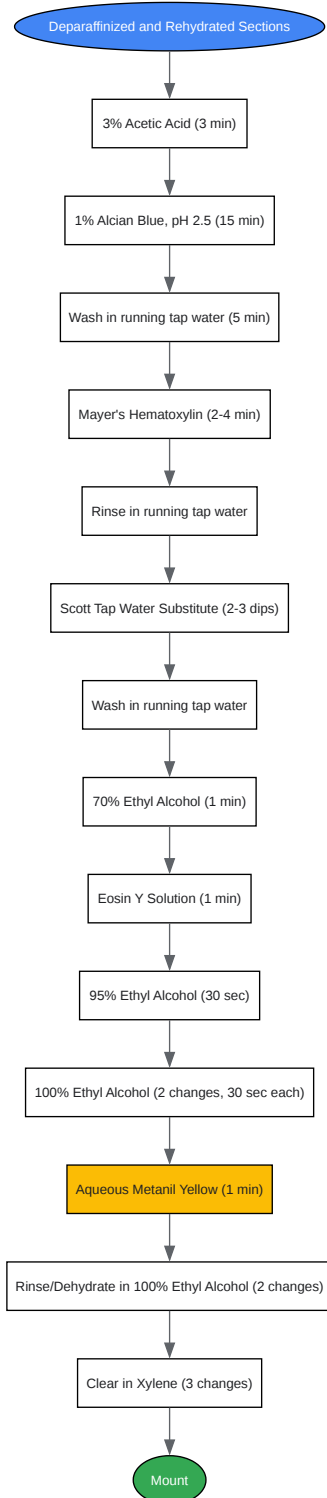 Deparaffinized and Rehydrated Sections
3% Acetic Acid (3 min)
1% Alcian Blue, pH 2.5 (15 min)
Wash in running tap water (5 min)
Mayer's Hematoxylin (2-4 min)
Rinse in running tap water
Scott Tap Water Substitute (2-3 dips)
Wash in running tap water
70% Ethyl Alcohol (1 min)
Eosin Y Solution (1 min)
95% Ethyl Alcohol (30 sec)
100% Ethyl Alcohol (2 changes, 30 sec each)
Aqueous Metanil Yellow (1 min)
Rinse/Dehydrate in 100% Ethyl Alcohol (2 changes)
Clear in Xylene (3 changes)
Mount